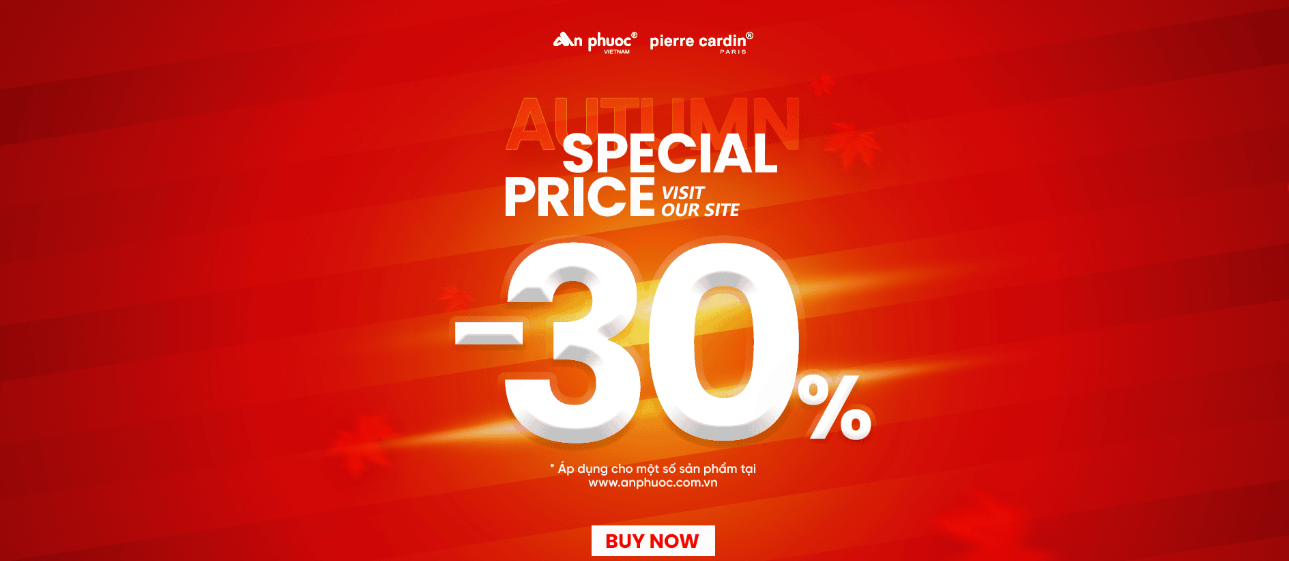 An phuoc® pierre cardin®
VIETNAM PARIS
AUTUMN
SPECIAL
PRICE VISIT
OUR SITE
-30%
* Áp dụng cho một số sản phẩm tại
www.anphuoc.com.vn
BUY NOW